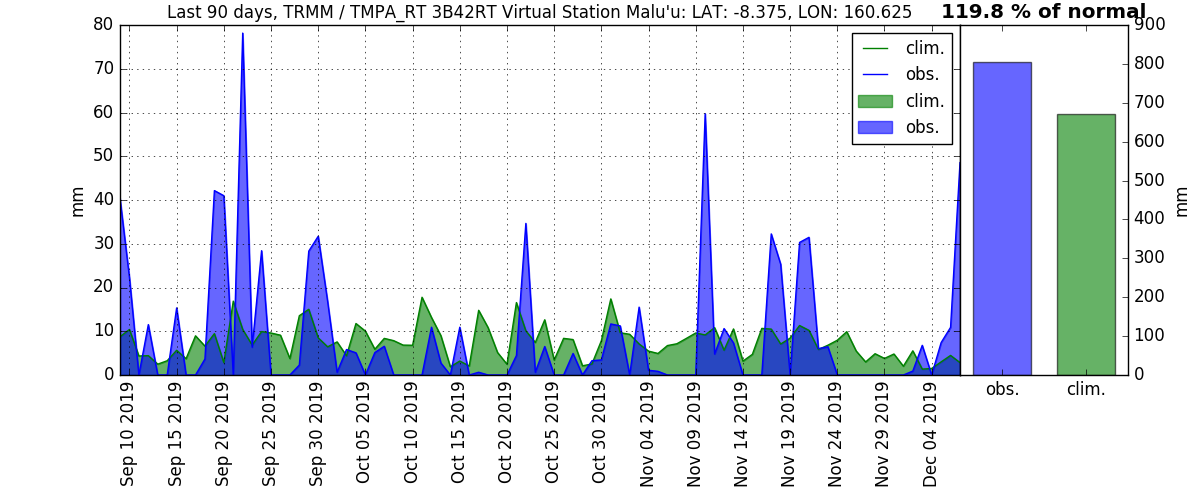 Last 90 days, TRMM / TMPA_RT 3B42RT Virtual Station Malu'u: LAT: -8.375, LON: 160.625
119.8 % of normal
80
70
60
50
40
30
20
10
0
mm
clim.
obs.
clim.
obs.
900
800
700
600
500
400
300
200
100
0
mm
obs.
clim.
Sep 10 2019
Sep 15 2019
Sep 20 2019
Sep 25 2019
Sep 30 2019
Oct 05 2019
Oct 10 2019
Oct 15 2019
Oct 20 2019
Oct 25 2019
Oct 30 2019
Nov 04 2019
Nov 09 2019
Nov 14 2019
Nov 19 2019
Nov 24 2019
Nov 29 2019
Dec 04 2019